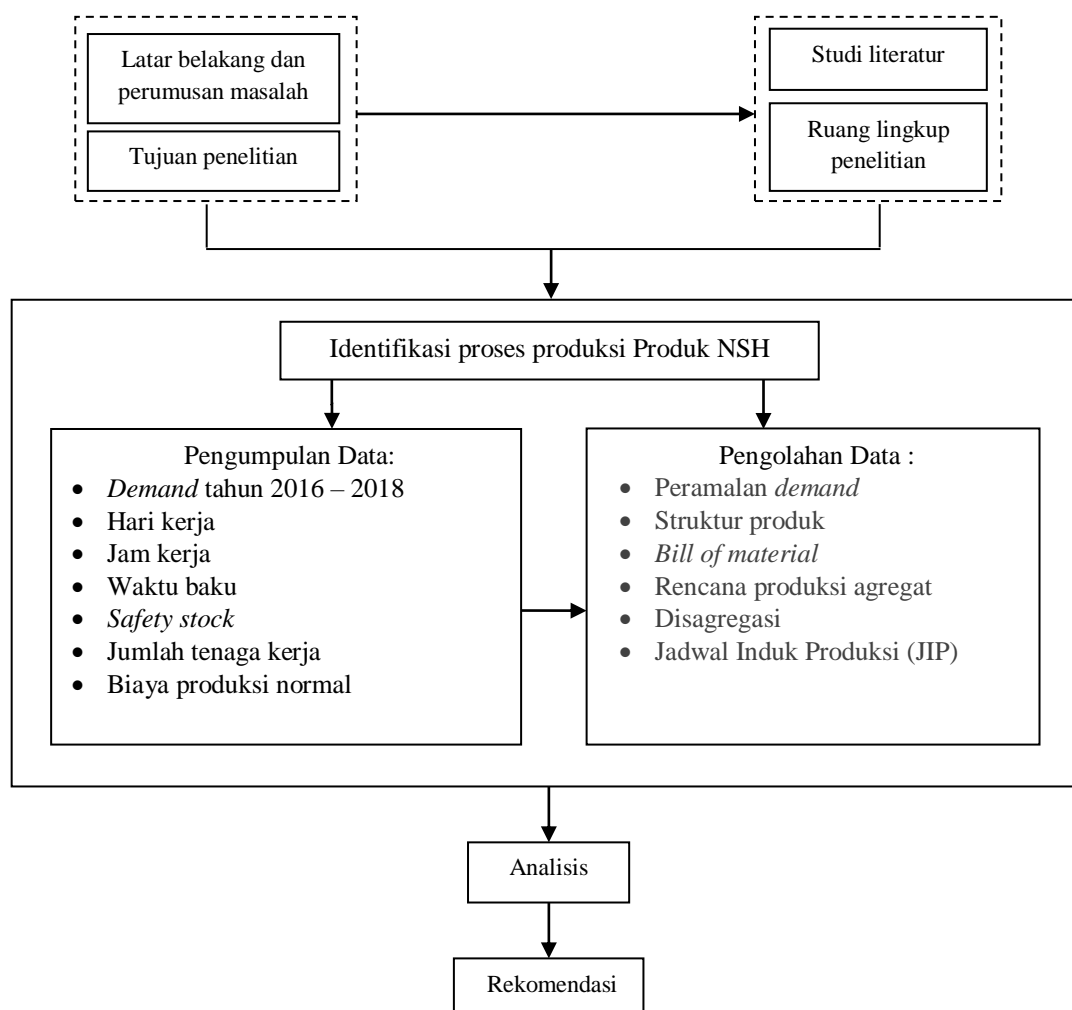 Latar belakang dan
perumusan masalah
Tujuan penelitian
Studi literatur
Ruang lingkup
penelitian
Identifikasi proses produksi Produk NSH
Pengumpulan Data:
• Demand tahun 2016 – 2018
• Hari kerja
• Jam kerja
• Waktu baku
• Safety stock
• Jumlah tenaga kerja
• Biaya produksi normal
Pengolahan Data :
• Peramalan demand
• Struktur produk
• Bill of material
• Rencana produksi agregat
• Disagregasi
• Jadwal Induk Produksi (JIP)
Analisis
Rekomendasi